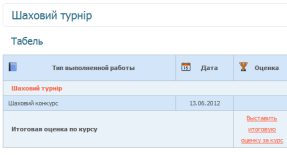 Шаховий турнір
Табель
Тип выполненной работы Дата Оценка
Шаховий турнір
Шаховий конкурс 13.06.2012
Итоговая оценка по курсу Выставить
итоговую
оценку за курс